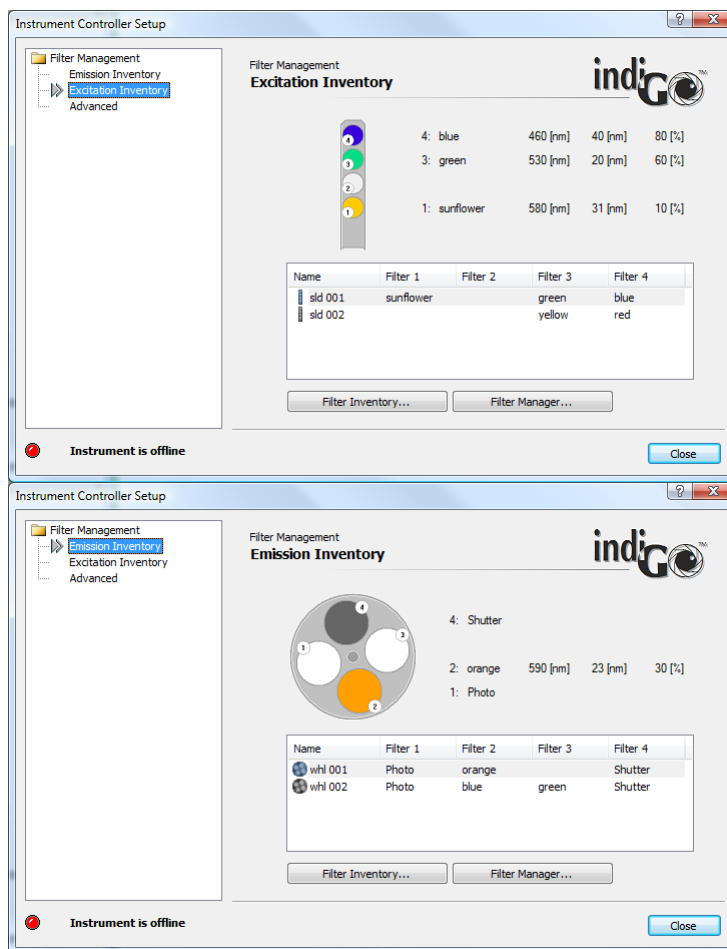 Instrument Controller Setup
Filter Management
Emission Inventory
Excitation Inventory
Advanced
Filter Management
Excitation Inventory
indiGO™
4
3
2
1
4: blue 460 [nm] 40 [nm] 80 [%]
3: green 530 [nm] 20 [nm] 60 [%]
1: sunflower 580 [nm] 31 [nm] 10 [%]
Name Filter 1 Filter 2 Filter 3 Filter 4
sld 001 sunflower green blue
sld 002 yellow red
Filter Inventory... Filter Manager...
Instrument is offline
Close
Instrument Controller Setup
Filter Management
Emission Inventory
Excitation Inventory
Advanced
Filter Management
Emission Inventory
indiGO™
4
3
1
2
4: Shutter
2: orange 590 [nm] 23 [nm] 30 [%]
1: Photo
Name Filter 1 Filter 2 Filter 3 Filter 4
whl 001 Photo orange Shutter
whl 002 Photo blue green Shutter
Filter Inventory... Filter Manager...
Instrument is offline
Close